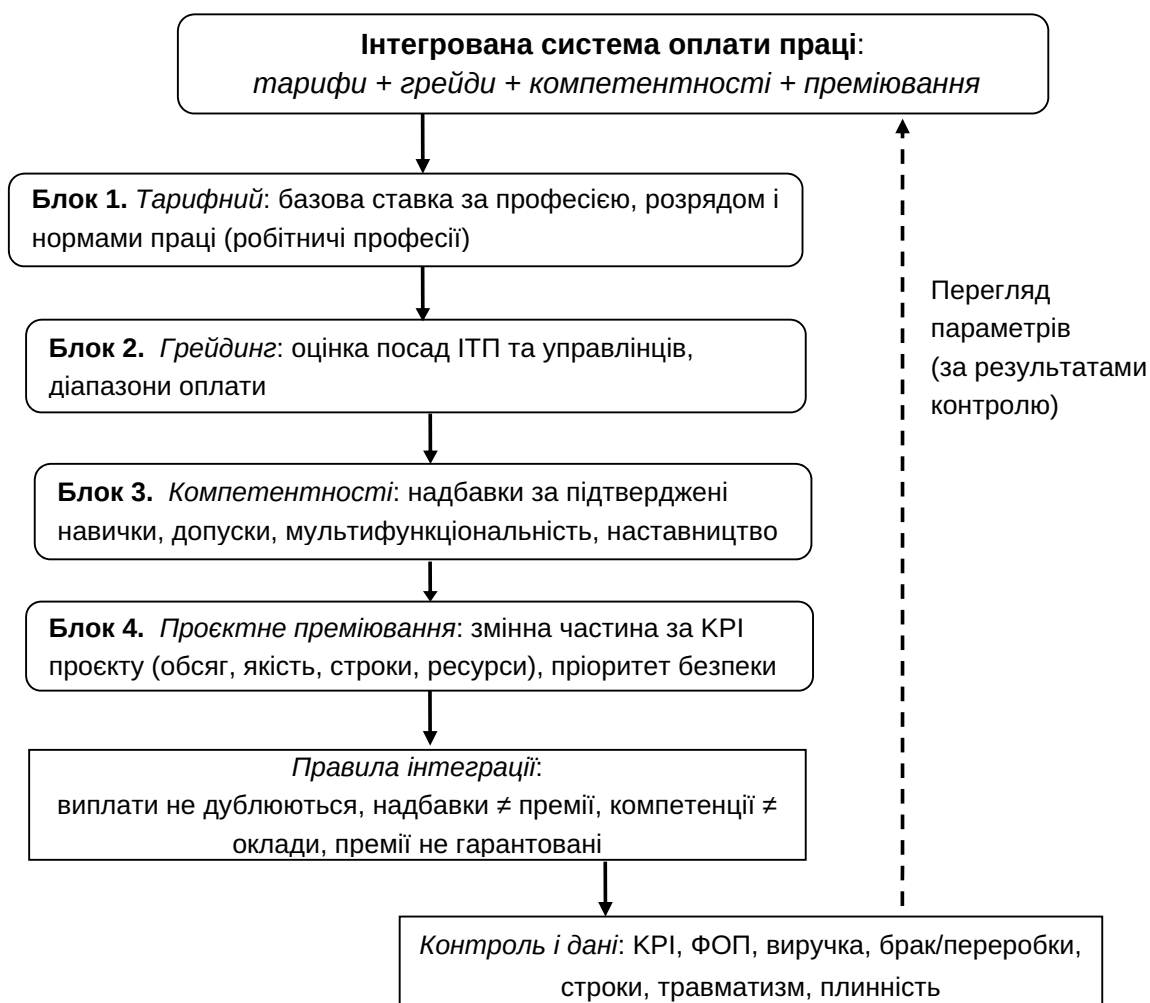 Інтегрована система оплати праці:
тарифи + грейди + компетентності + преміювання
Блок 1. Тарифний: базова ставка за професією, розрядом і
нормами праці (робітничі професії)
Блок 2. Грейдинг: оцінка посад ІТП та управлінців,
діапазони оплати
Блок 3. Компетентності: надбавки за підтверджені
навички, допуски, мультифункціональність, наставництво
Блок 4. Проєктне преміювання: змінна частина за KPI
проєкту (обсяг, якість, строки, ресурси), пріоритет безпеки
Правила інтеграції:
виплати не дублюються, надбавки ≠ премії, компетенції ≠
оклади, премії не гарантовані
Контроль і дані: KPI, ФОП, виручка, брак/переробки,
строки, травматизм, плинність
Перегляд
параметрів
(за результатами
контролю)